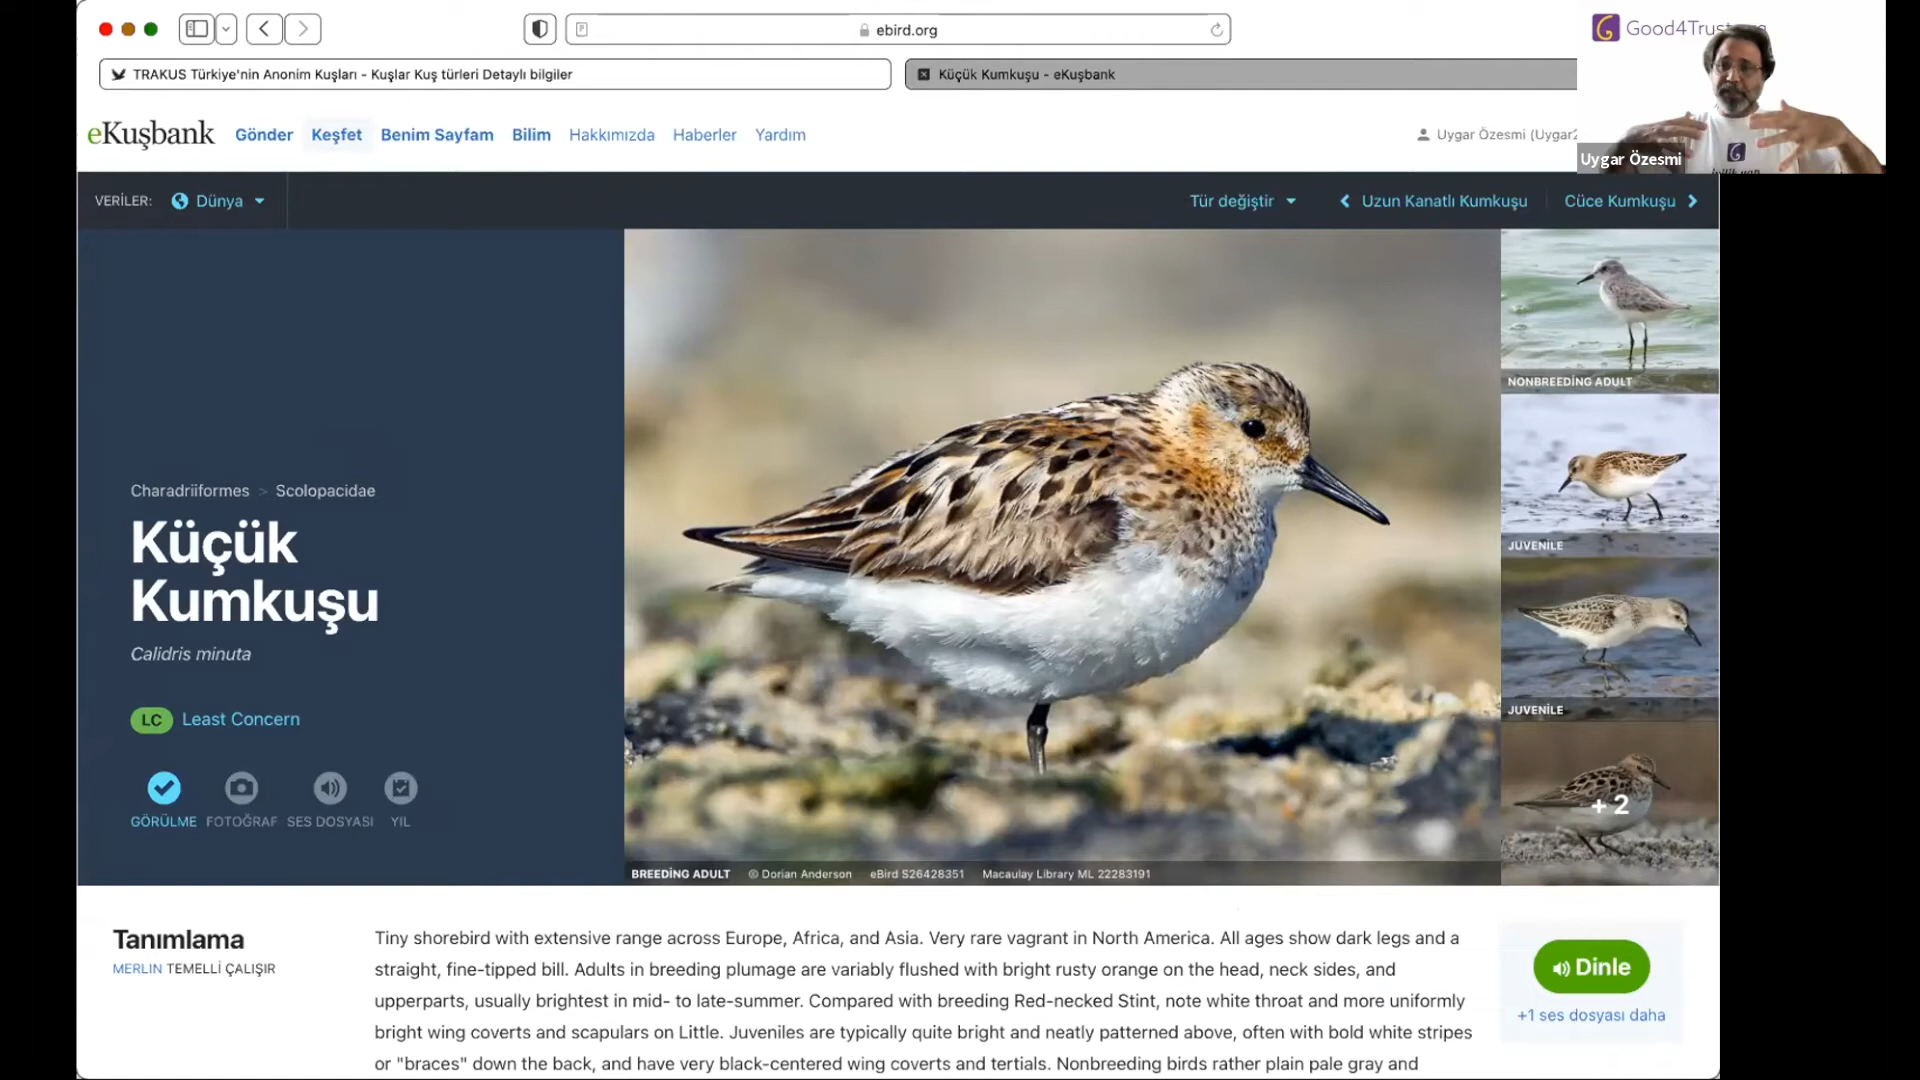 ebird.org
TRAKUS Türkiye'nin Anonim Kuşları - Kuşlar Kuş türleri Detaylı bilgiler
Küçük Kumkuşu - eKuşbank
eKuşbank
Gönder
Keşfet
Benim Sayfam
Bilim
Hakkımızda
Haberler
Yardım
Uygar Özesmi (Uygar2
Good4Trust
Uygar Özesmi
VERİLER:
Dünya
Tür değiştir
Uzun Kanatlı Kumkuşu
Cüce Kumkuşu
Charadriiformes > Scolopacidae
Küçük
Kumkuşu
Calidris minuta
LC Least Concern
GÖRÜLME
FOTOĞRAF
SES DOSYASI
YIL
BREEDİNG ADULT © Dorian Anderson eBird S26428351 Macaulay Library ML 22283191
NONBREEDİNG ADULT
JUVENİLE
JUVENİLE
+ 2
Tanımlama
MERLIN TEMELLİ ÇALIŞIR
Tiny shorebird with extensive range across Europe, Africa, and Asia. Very rare vagrant in North America. All ages show dark legs and a
straight, fine-tipped bill. Adults in breeding plumage are variably flushed with bright rusty orange on the head, neck sides, and
upperparts, usually brightest in mid- to late-summer. Compared with breeding Red-necked Stint, note white throat and more uniformly
bright wing coverts and scapulars on Little. Juveniles are typically quite bright and neatly patterned above, often with bold white stripes
or "braces" down the back, and have very black-centered wing coverts and tertials. Nonbreeding birds rather plain pale gray and
Dinle
+1 ses dosyası daha